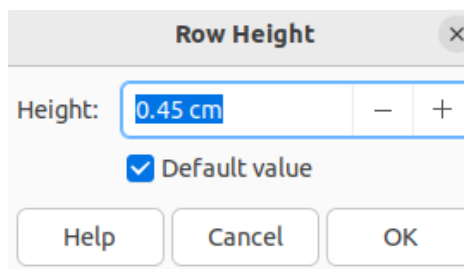 Row Height
Height: 0.45 cm
Default value
Help Cancel OK